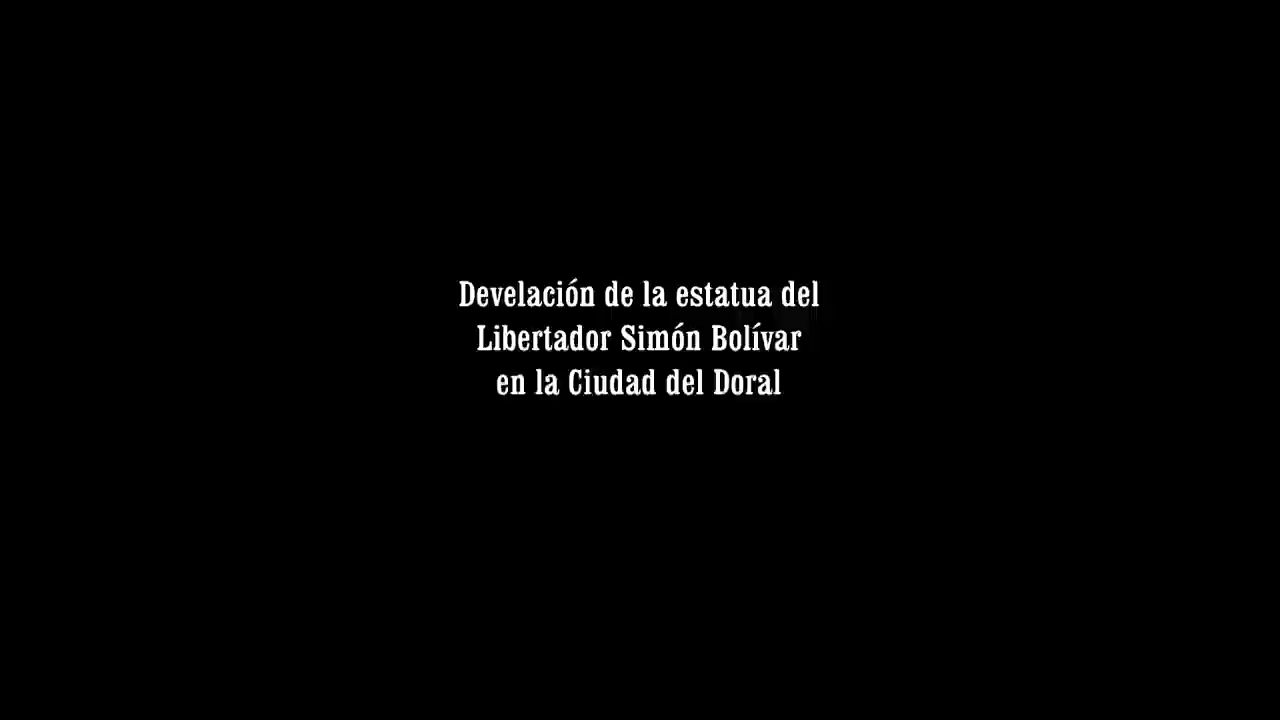 Develación de la estatua del
Libertador Simón Bolívar
en la Ciudad del Doral